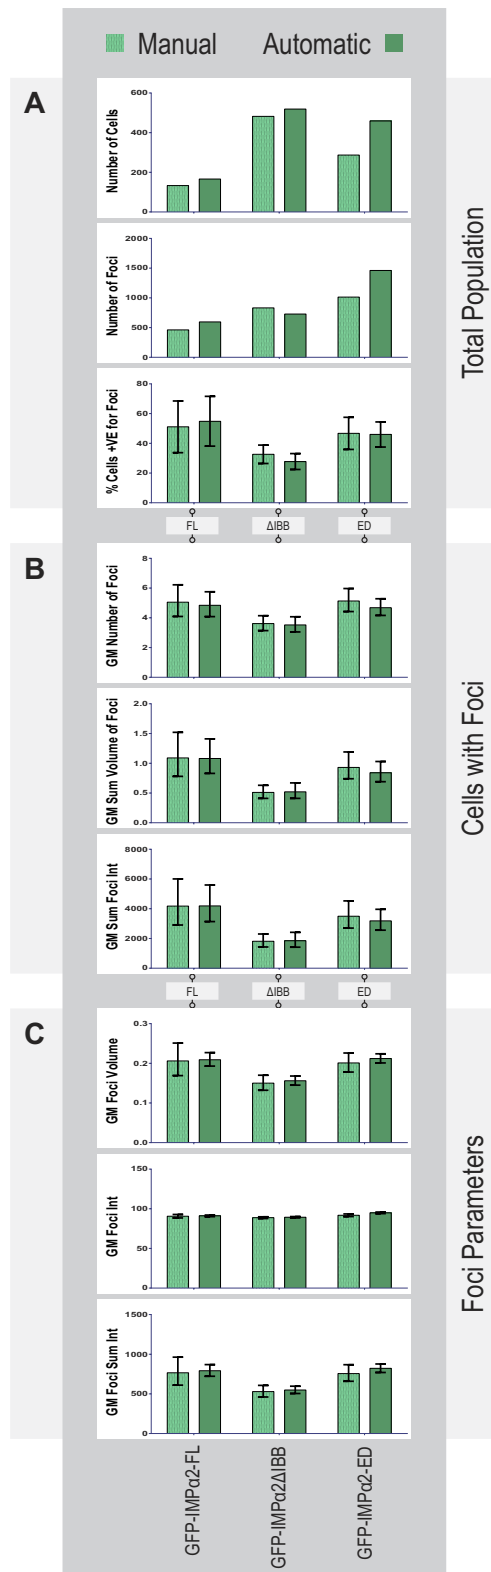 Manual Automatic
A
Total Population
Number of Cells
600
400
200
0
Number of Foci
2000
1500
1000
500
0
% Cells +VE for Foci
80
60
40
20
0
FL ΔIBB ED
B
Cells with Foci
GM Number of Foci
8
6
4
2
0
GM Sum Volume of Foci
2.0
1.5
1.0
0.5
0.0
GM Sum Foci Int
8000
6000
4000
2000
0
FL ΔIBB ED
C
Foci Parameters
GM Foci Volume
0.3
0.2
0.1
0.0
GM Foci Int
150
100
50
0
GM Foci Sum Int
1500
1000
500
0
GFP-IMPα2-FL
GFP-IMPα2ΔIBB
GFP-IMPα2-ED